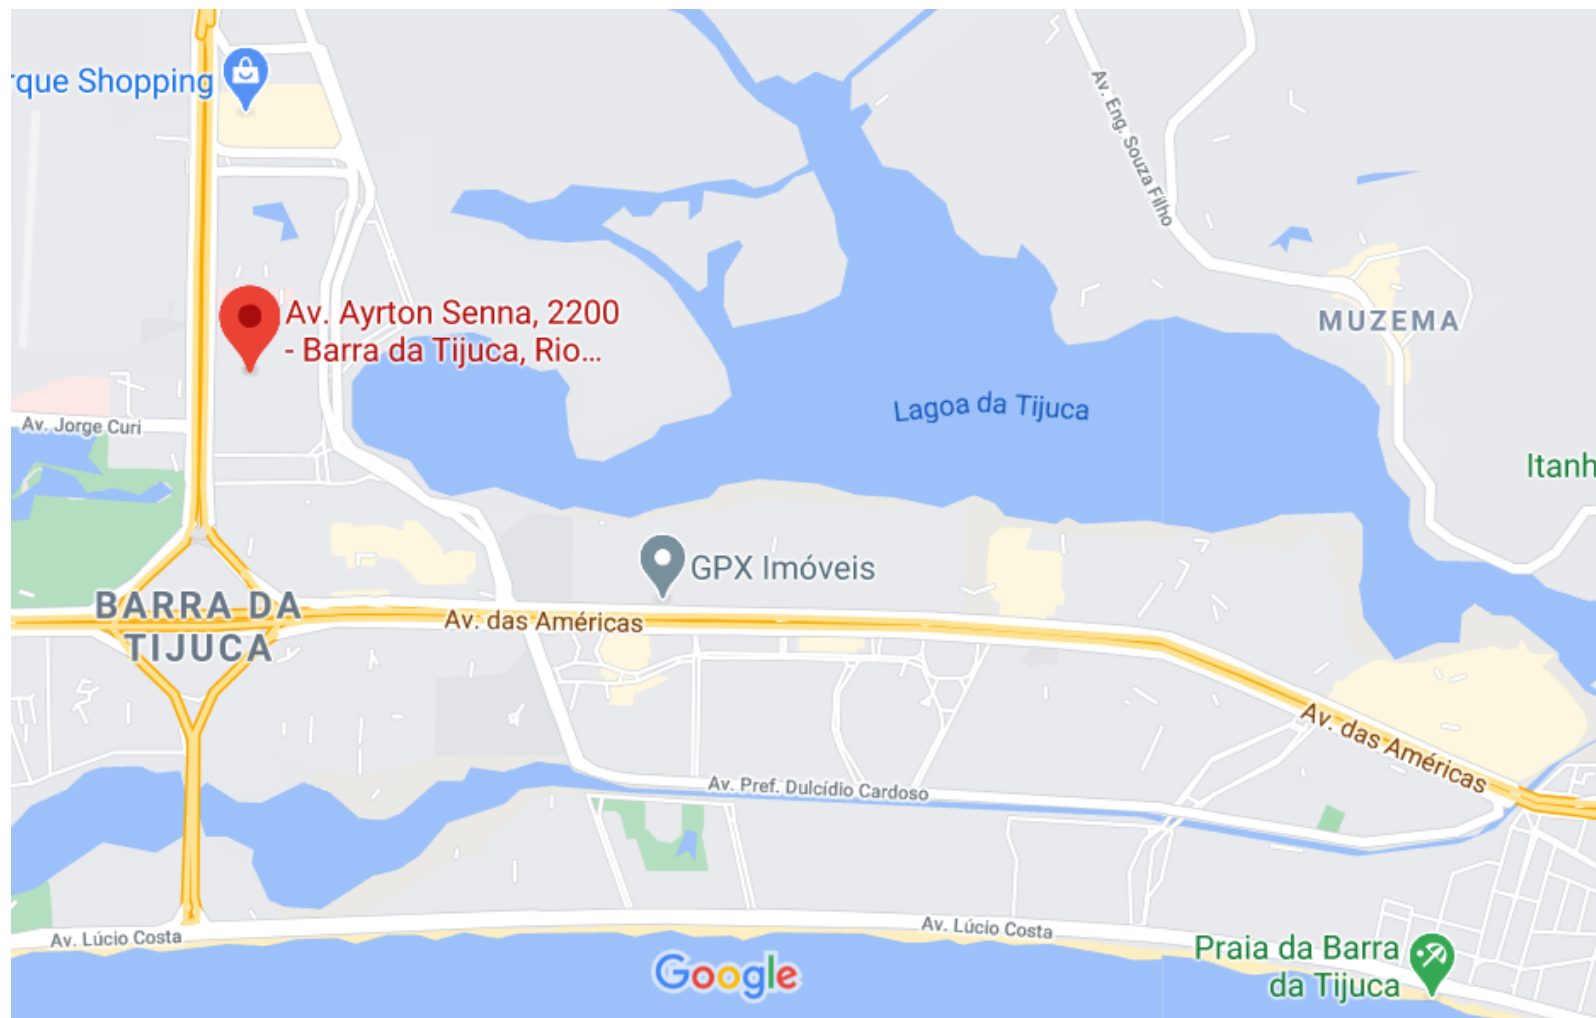 rque Shopping
Av. Eng. Souza Filho
Av. Ayrton Senna, 2200
- Barra da Tijuca, Rio...
MUZEMA
Lagoa da Tijuca
Av. Jorge Curi
Itanh
GPX Imóveis
BARRA DA
TIJUCA
Av. das Américas
Av. das Américas
Av. Pref. Dulcídio Cardoso
Av. Lúcio Costa
Av. Lúcio Costa
Praia da Barra
da Tijuca
Google